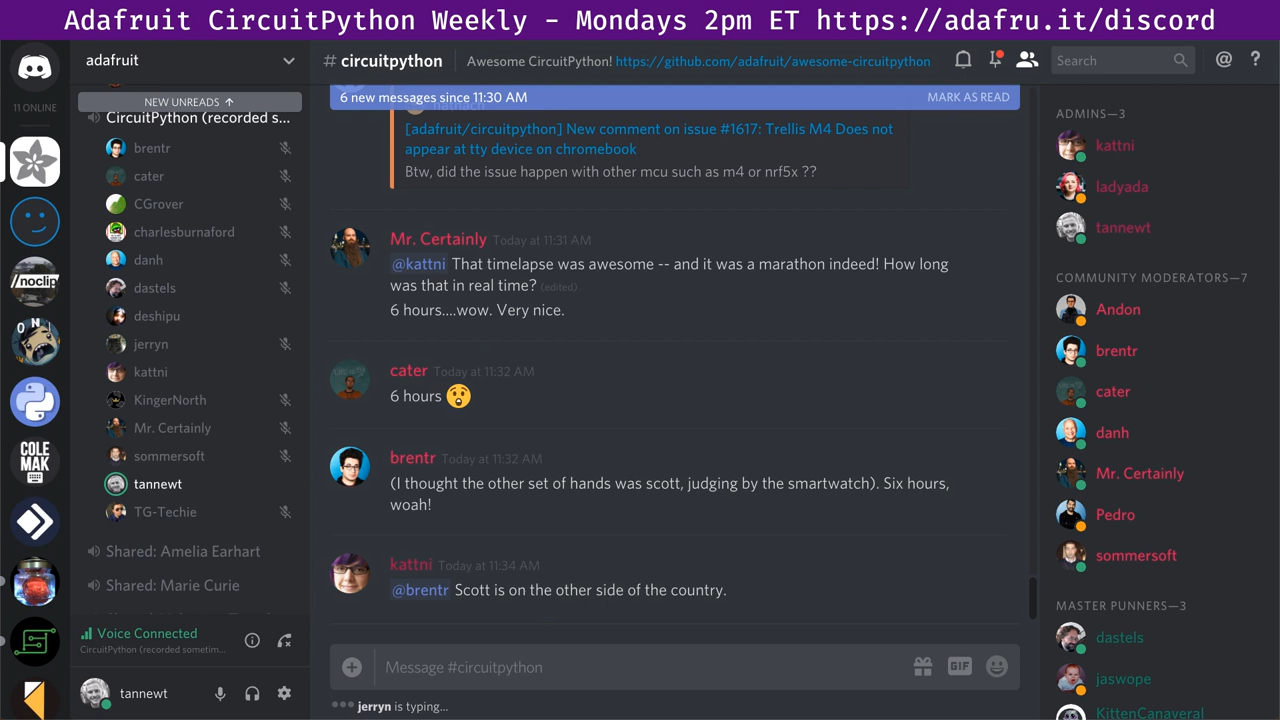 Adafruit CircuitPython Weekly – Mondays 2pm ET https://adafru.it/discord
11 ONLINE
/noclip
COLE
MAK
adafruit
NEW UNREADS ↑
CircuitPython (recorded s...
brentr
cater
CGrover
charlesburnaford
danh
dastels
deshipu
jerryn
kattni
KingerNorth
Mr. Certainly
sommersoft
tannewt
TG-Techie
Shared: Amelia Earhart
Shared: Marie Curie
Voice Connected
CircuitPython (recorded sometim...
tannewt
# circuitpython
Awesome CircuitPython! https://github.com/adafruit/awesome-circuitpython
Search
@ ?
6 new messages since 11:30 AM
MARK AS READ
[adafruit/circuitpython] New comment on issue #1617: Trellis M4 Does not
appear at tty device on chromebook
Btw, did the issue happen with other mcu such as m4 or nrf5x ??
Mr. Certainly Today at 11:31 AM
@kattni That timelapse was awesome -- and it was a marathon indeed! How long
was that in real time? (edited)
6 hours....wow. Very nice.
cater Today at 11:32 AM
6 hours 😲
brentr Today at 11:32 AM
(I thought the other set of hands was scott, judging by the smartwatch). Six hours,
woah!
kattni Today at 11:34 AM
@brentr Scott is on the other side of the country.
Message #circuitpython
GIF
jerryn is typing...
ADMINS—3
kattni
ladyada
tannewt
COMMUNITY MODERATORS—7
Andon
brentr
cater
danh
Mr. Certainly
Pedro
sommersoft
MASTER PUNNERS—3
dastels
jaswope
KittenCanaveral